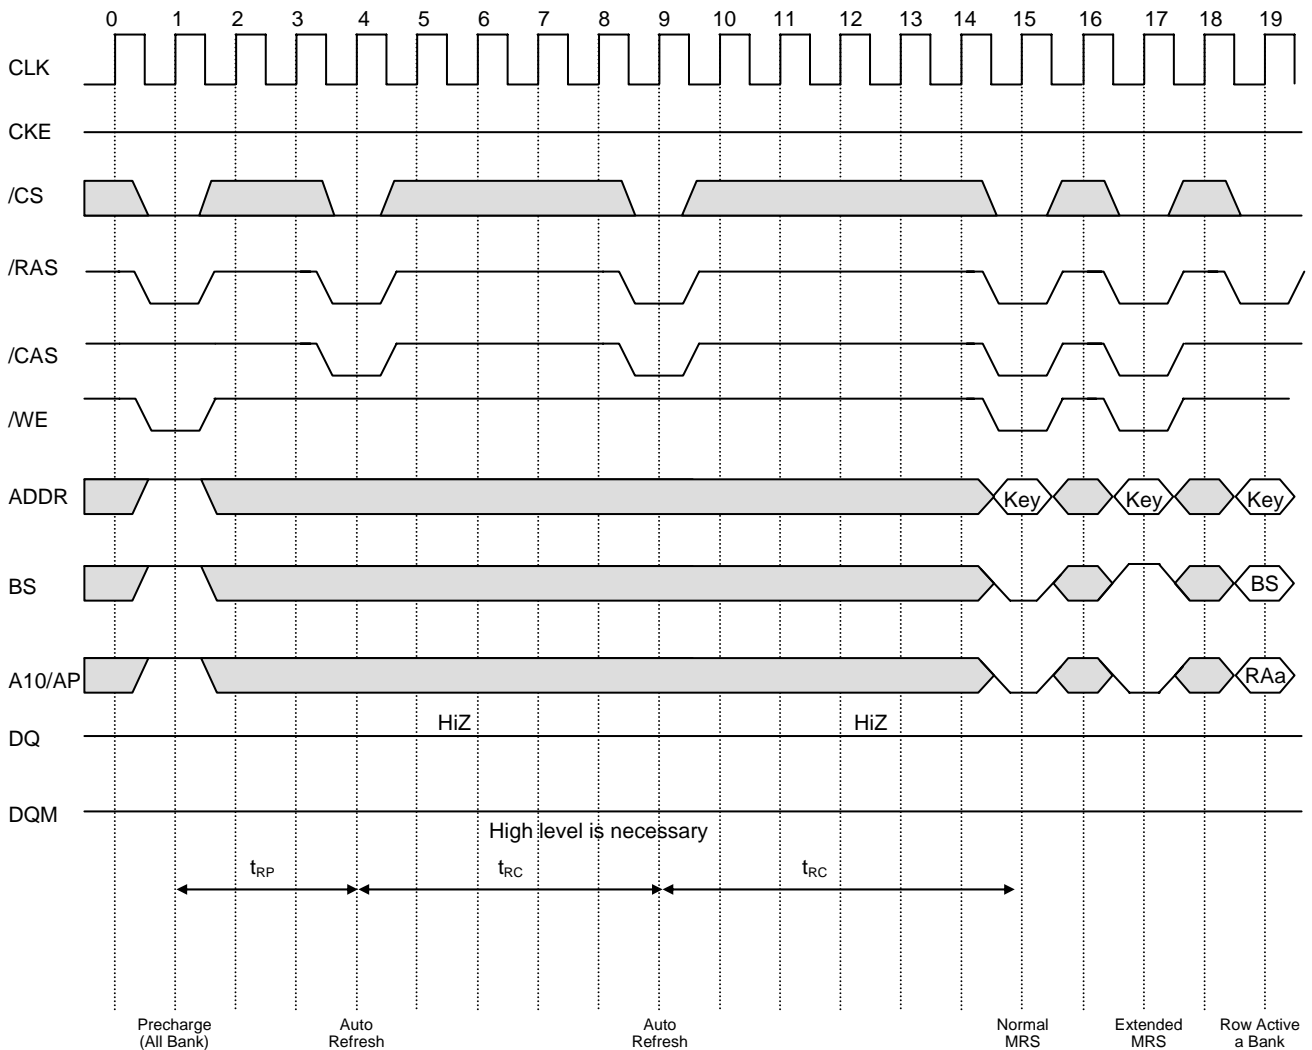 0 1 2 3 4 5 6 7 8 9 10 11 12 13 14 15 16 17 18 19
CLK
CKE
/CS
/RAS
/CAS
/WE
ADDR Key Key Key
BS BS
A10/AP RAa
HiZ HiZ
DQ
DQM
High level is necessary
tRP tRC tRC
Precharge Auto Auto Normal Extended Row Active
(All Bank) Refresh Refresh MRS MRS a Bank